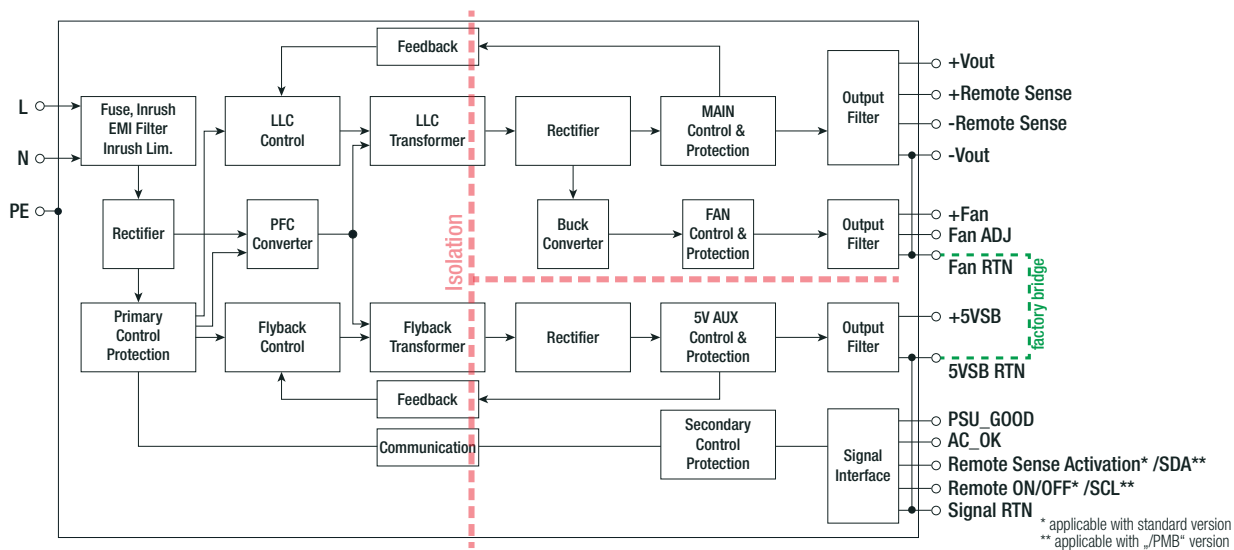 Feedback
+Vout
+Remote Sense
-Remote Sense
-Vout
L
N
PE
Fuse, Inrush
EMI Filter
Inrush Lim.
LLC
Control
LLC
Transformer
Rectifier
MAIN
Control &
Protection
Output
Filter
Rectifier
PFC
Converter
Isolation
Buck
Converter
FAN
Control &
Protection
Output
Filter
+Fan
Fan ADJ
Fan RTN
factory bridge
Primary
Control
Protection
Flyback
Control
Flyback
Transformer
Rectifier
5V AUX
Control &
Protection
Output
Filter
+5VSB
5VSB RTN
Feedback
Communication
Secondary
Control
Protection
Signal
Interface
PSU_GOOD
AC_OK
Remote Sense Activation* /SDA**
Remote ON/OFF* /SCL**
Signal RTN
* applicable with standard version
** applicable with „/PMB“ version